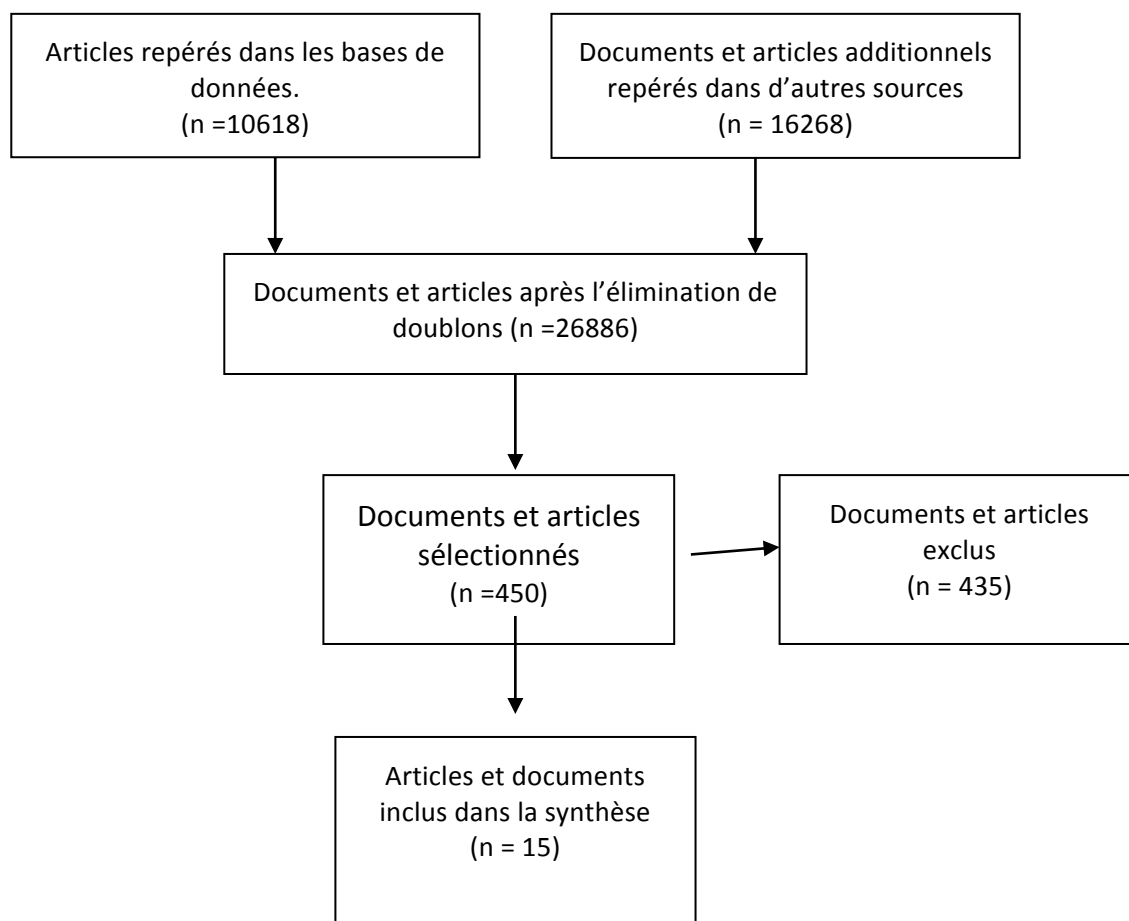 Articles repérés dans les bases de
données.
(n =10618)
Documents et articles additionnels
repérés dans d’autres sources
(n = 16268)
Documents et articles après l’élimination de
doublons (n =26886)
Documents et articles
sélectionnés
(n =450)
Documents et articles
exclus
(n = 435)
Articles et documents
inclus dans la synthèse
(n = 15)